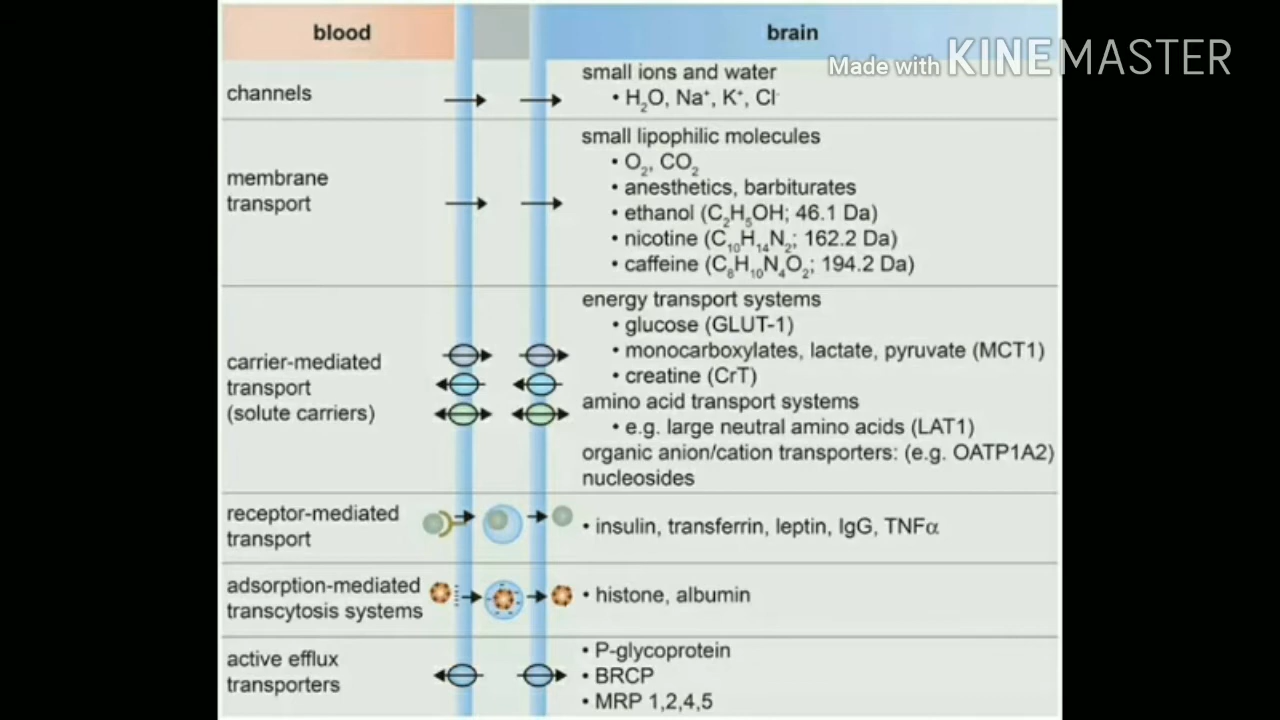 blood
brain
Made with KINEMASTER
channels
small ions and water
• H₂O, Na⁺, K⁺, Cl⁻
membrane
transport
small lipophilic molecules
• O₂, CO₂
• anesthetics, barbiturates
• ethanol (C₂H₅OH; 46.1 Da)
• nicotine (C₁₀H₁₄N₂; 162.2 Da)
• caffeine (C₈H₁₀N₄O₂; 194.2 Da)
carrier-mediated
transport
(solute carriers)
energy transport systems
• glucose (GLUT-1)
• monocarboxylates, lactate, pyruvate (MCT1)
• creatine (CrT)
amino acid transport systems
• e.g. large neutral amino acids (LAT1)
organic anion/cation transporters: (e.g. OATP1A2)
nucleosides
receptor-mediated
transport
• insulin, transferrin, leptin, IgG, TNFα
adsorption-mediated
transcytosis systems
• histone, albumin
active efflux
transporters
• P-glycoprotein
• BRCP
• MRP 1,2,4,5